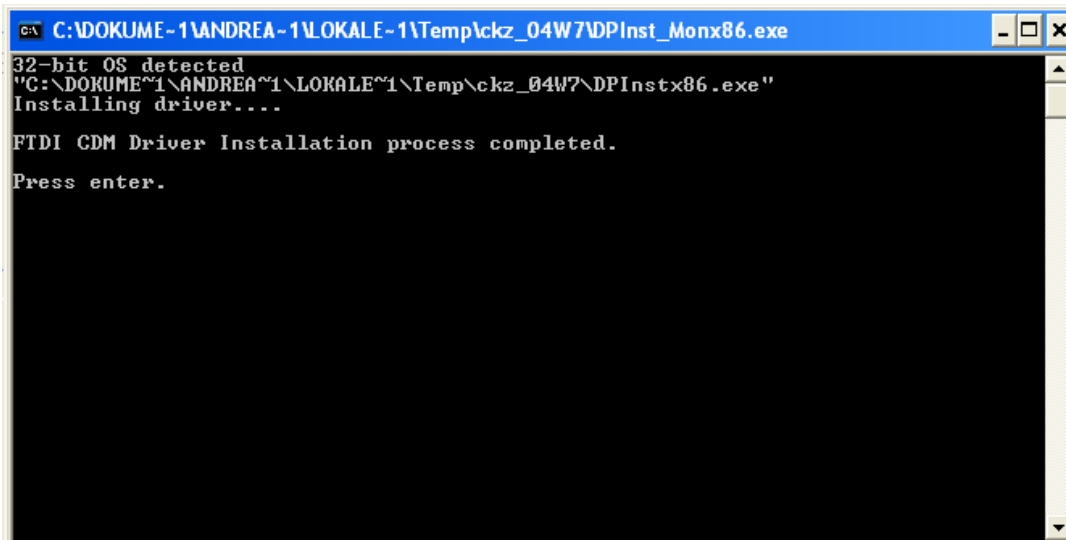 C:\DOKUME~1\ANDREA~1\LOKALE~1\Temp\ckz_04W7\DPInst_Monx86.exe
32-bit OS detected
"C:\DOKUME~1\ANDREA~1\LOKALE~1\Temp\ckz_04W7\DPInstx86.exe"
Installing driver....
FTDI CDM Driver Installation process completed.
Press enter.